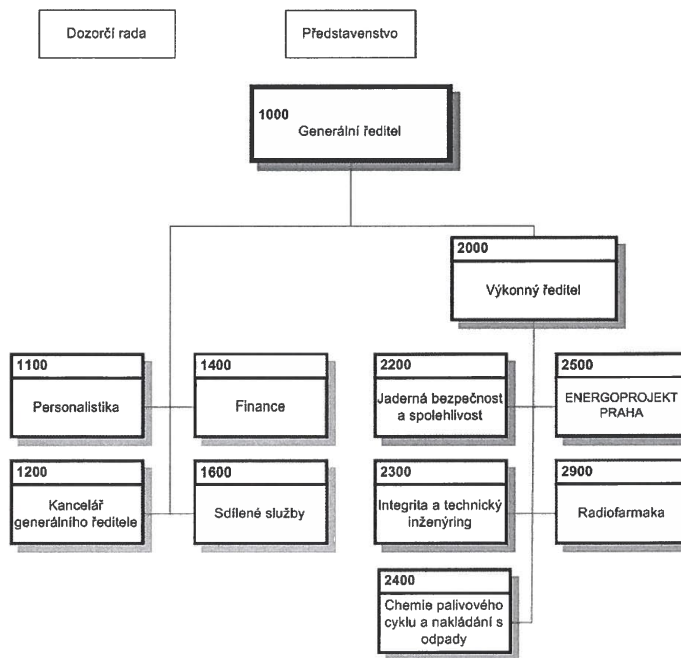 Dozorčí rada
Představenstvo
1000
Generální ředitel
2000
Výkonný ředitel
1100
Personalistika
1400
Finance
2200
Jaderná bezpečnost
a spolehlivost
2500
ENERGOPROJEKT
PRAHA
1200
Kancelář
generálního ředitele
1600
Sdílené služby
2300
Integrita a technický
inženýring
2900
Radiofarmaka
2400
Chemie palivového
cyklu a nakládání s
odpady